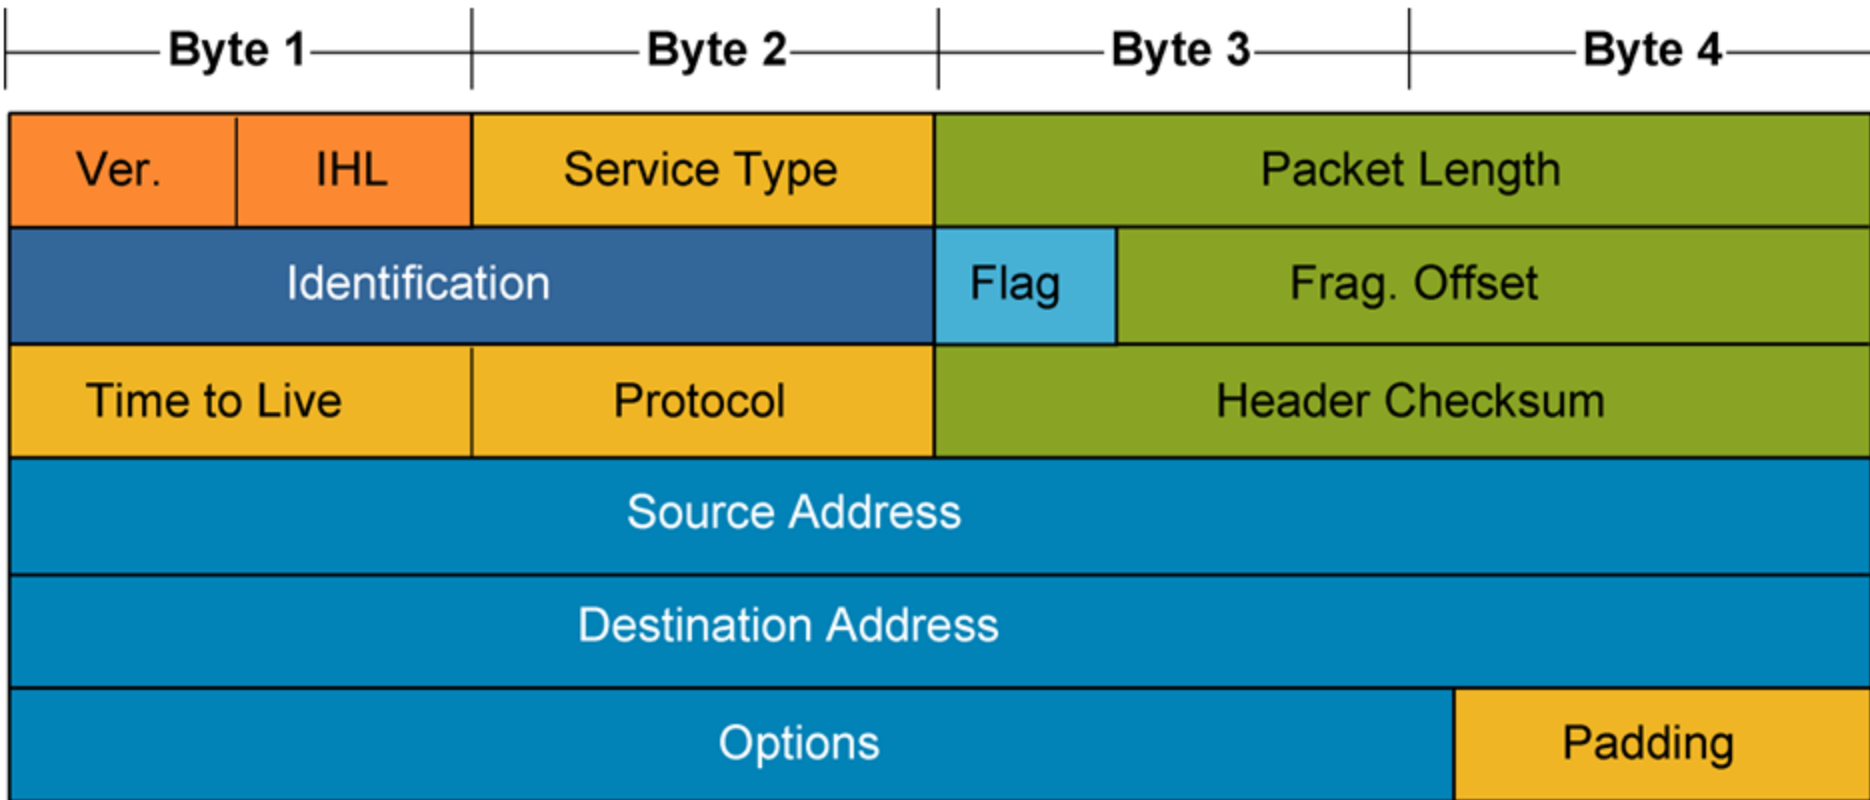 Byte 1 Byte 2 Byte 3 Byte 4
Ver. IHL Service Type Packet Length
Identification Flag Frag. Offset
Time to Live Protocol Header Checksum
Source Address
Destination Address
Options Padding